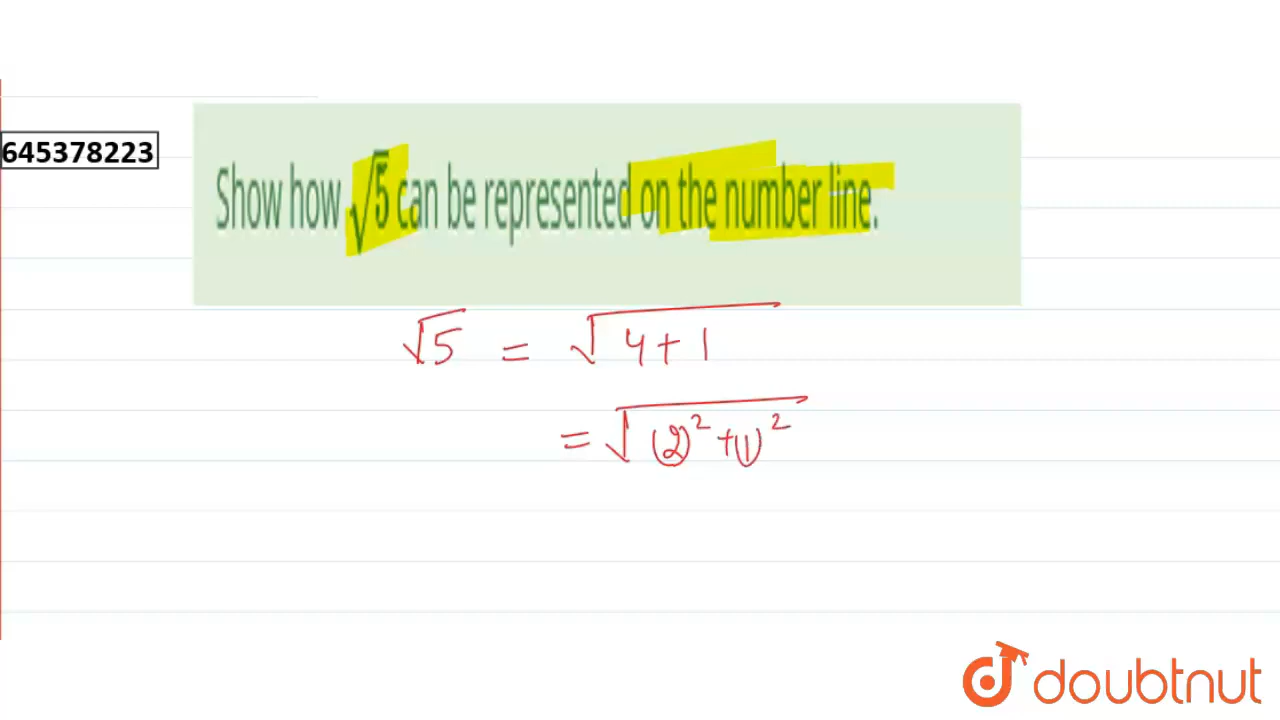 645378223
Show how √5 can be represented on the number line.
√5 = √4+1
= √(2)²+(1)²
doubtnut